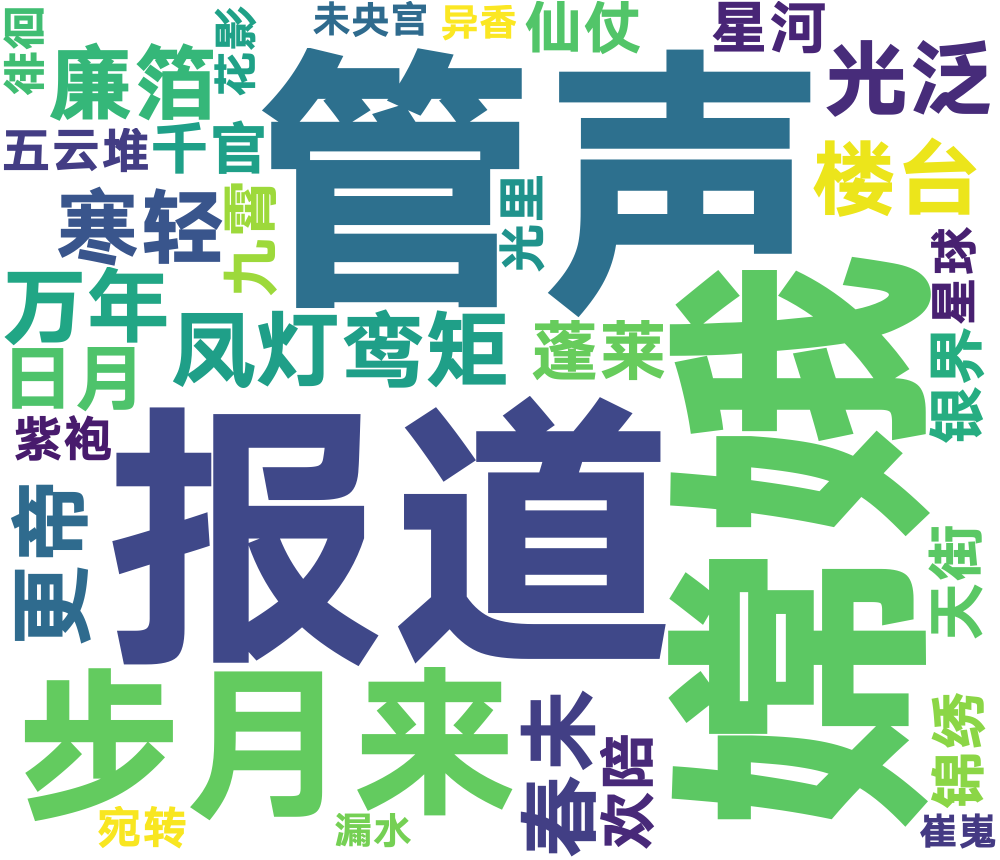 徘徊
花影
未央宫
异香
仙仗
星河
廉箔
管声
光泛
五云堆
千官
楼台
寒轻
九霄
光里
星球
万年
凤灯鸾矩
蓬莱
嫦娥
日月
银界
紫袍
报道
更帝
天街
步月来
春未
欢陪
锦绣
宛转
漏水
崔嵬